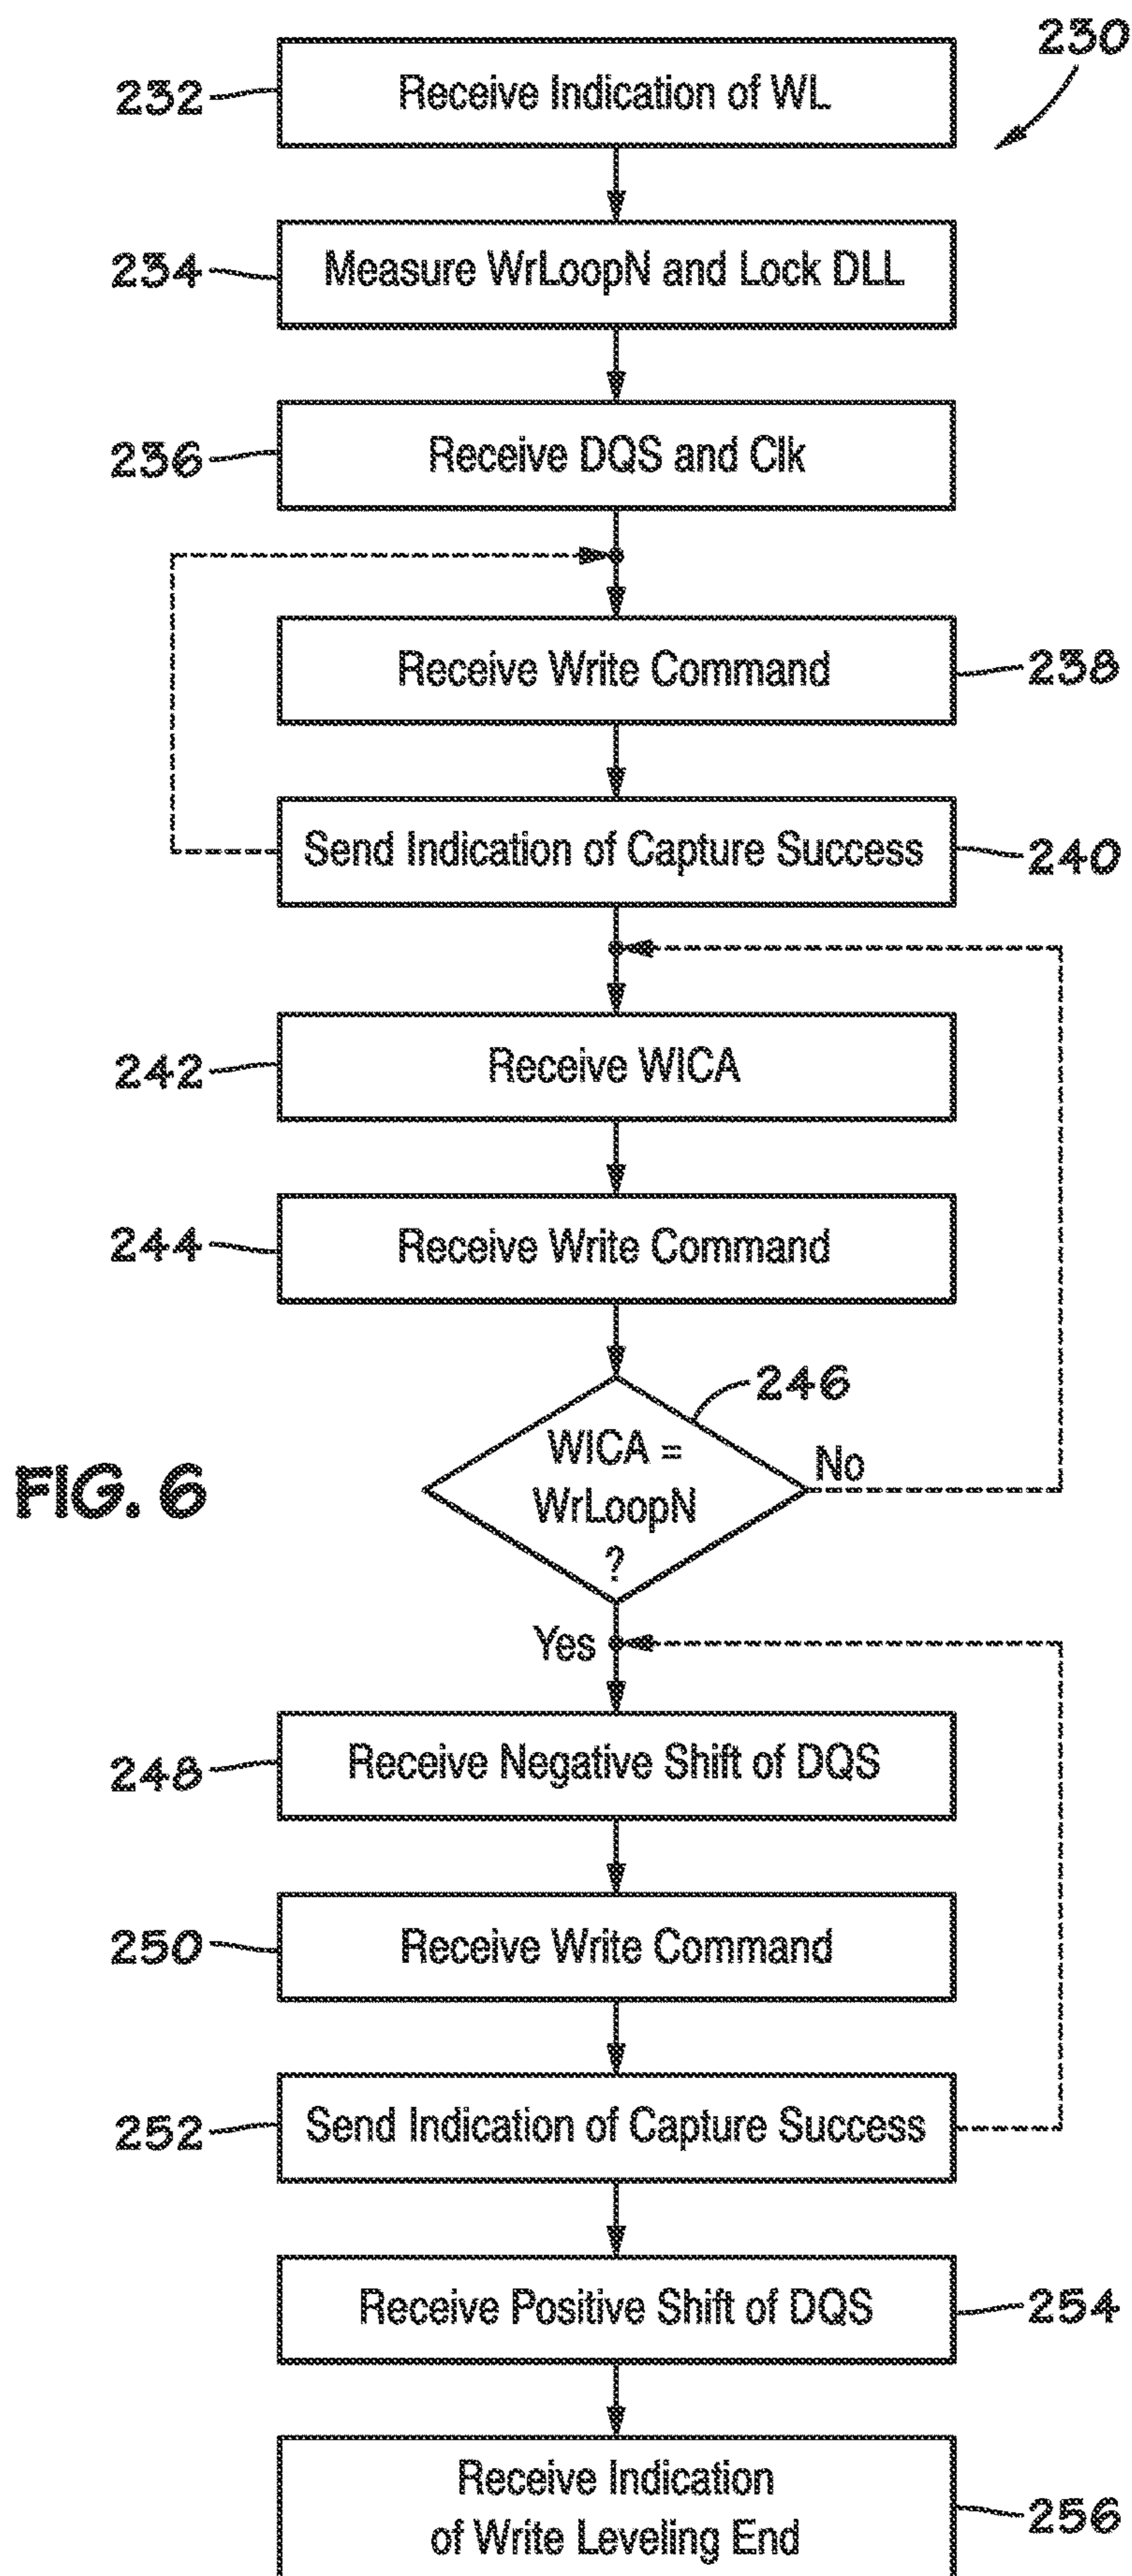 230
232
Receive Indication of WL
234
Measure WrLoopN and Lock DLL
236
Receive DQS and Clk
Receive Write Command
238
Send Indication of Capture Success
240
242
Receive WICA
244
Receive Write Command
246
WICA =
WrLoopN
?
No
FIG. 6
Yes
248
Receive Negative Shift of DQS
250
Receive Write Command
252
Send Indication of Capture Success
Receive Positive Shift of DQS
254
Receive Indication
of Write Leveling End
256